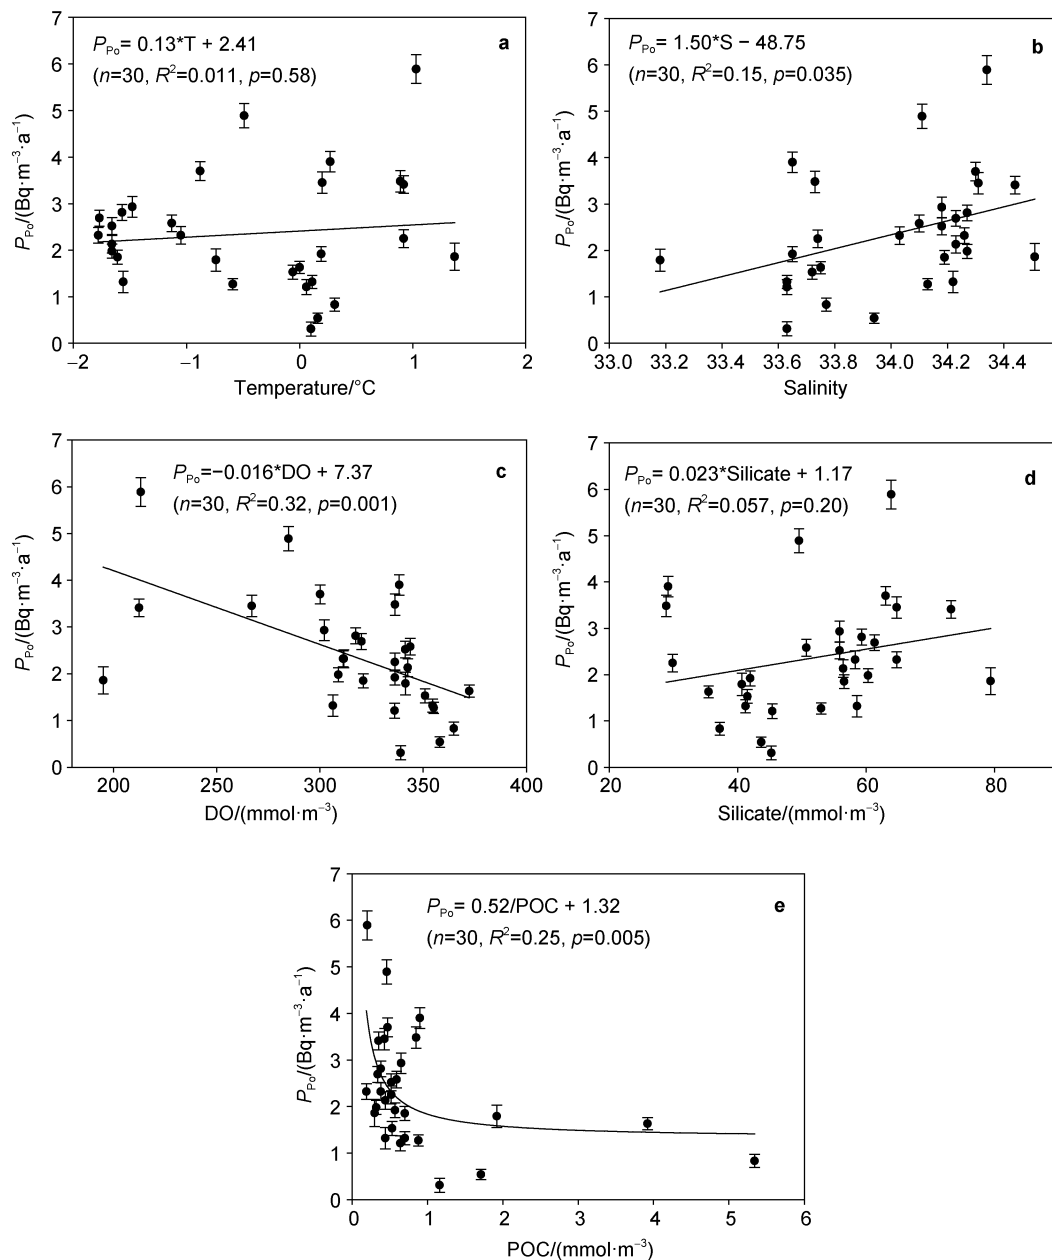 7
6
5
4
3
2
1
0
P_Po/(Bq·m⁻³·a⁻¹)
P_Po= 0.13*T + 2.41
(n=30, R²=0.011, p=0.58)
a
−2 −1 0 1 2
Temperature/°C
7
6
5
4
3
2
1
0
P_Po/(Bq·m⁻³·a⁻¹)
P_Po= 1.50*S − 48.75
(n=30, R²=0.15, p=0.035)
b
33.0 33.2 33.4 33.6 33.8 34.0 34.2 34.4
Salinity
7
6
5
4
3
2
1
0
P_Po/(Bq·m⁻³·a⁻¹)
P_Po=−0.016*DO + 7.37
(n=30, R²=0.32, p=0.001)
c
200 250 300 350 400
DO/(mmol·m⁻³)
7
6
5
4
3
2
1
0
P_Po/(Bq·m⁻³·a⁻¹)
P_Po= 0.023*Silicate + 1.17
(n=30, R²=0.057, p=0.20)
d
20 40 60 80
Silicate/(mmol·m⁻³)
7
6
5
4
3
2
1
0
P_Po/(Bq·m⁻³·a⁻¹)
P_Po= 0.52/POC + 1.32
(n=30, R²=0.25, p=0.005)
e
0 1 2 3 4 5 6
POC/(mmol·m⁻³)